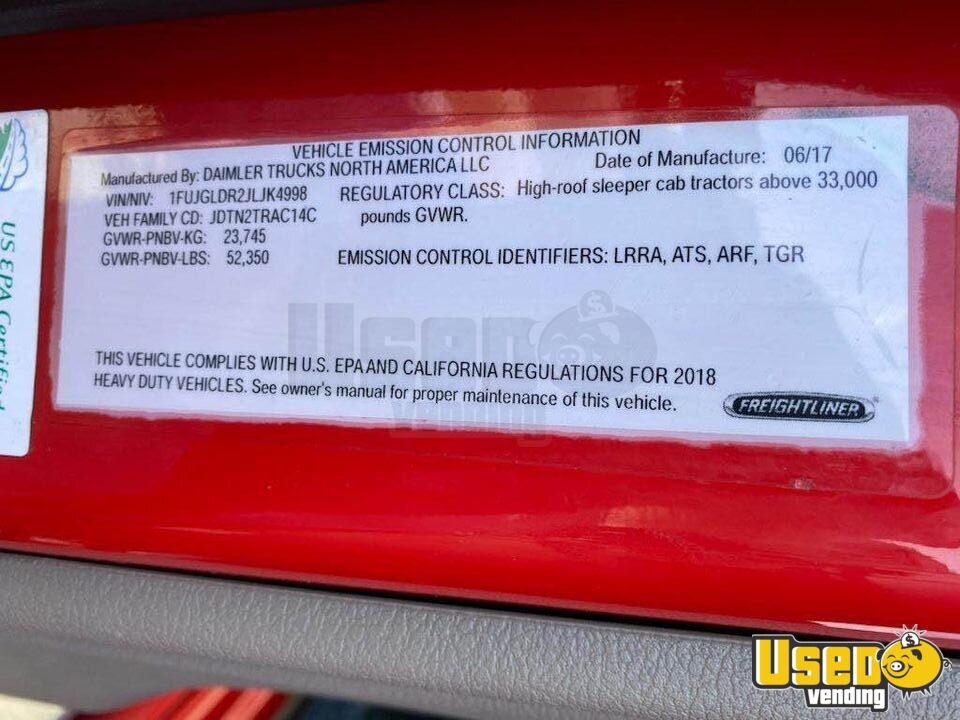 VEHICLE EMISSION CONTROL INFORMATION
Manufactured By: DAIMLER TRUCKS NORTH AMERICA LLC Date of Manufacture: 06/17
VIN/NIV: 1FUJGLDR2JLJK4998 REGULATORY CLASS: High-roof sleeper cab tractors above 33,000
VEH FAMILY CD: JDTN2TRAC14C pounds GVWR.
GVWR-PNBV-KG: 23,745
GVWR-PNBV-LBS: 52,350 EMISSION CONTROL IDENTIFIERS: LRRA, ATS, ARF, TGR
USED
vending
THIS VEHICLE COMPLIES WITH U.S. EPA AND CALIFORNIA REGULATIONS FOR 2018
HEAVY DUTY VEHICLES. See owner's manual for proper maintenance of this vehicle.
FREIGHTLINER
US EPA Certified
USED
vending